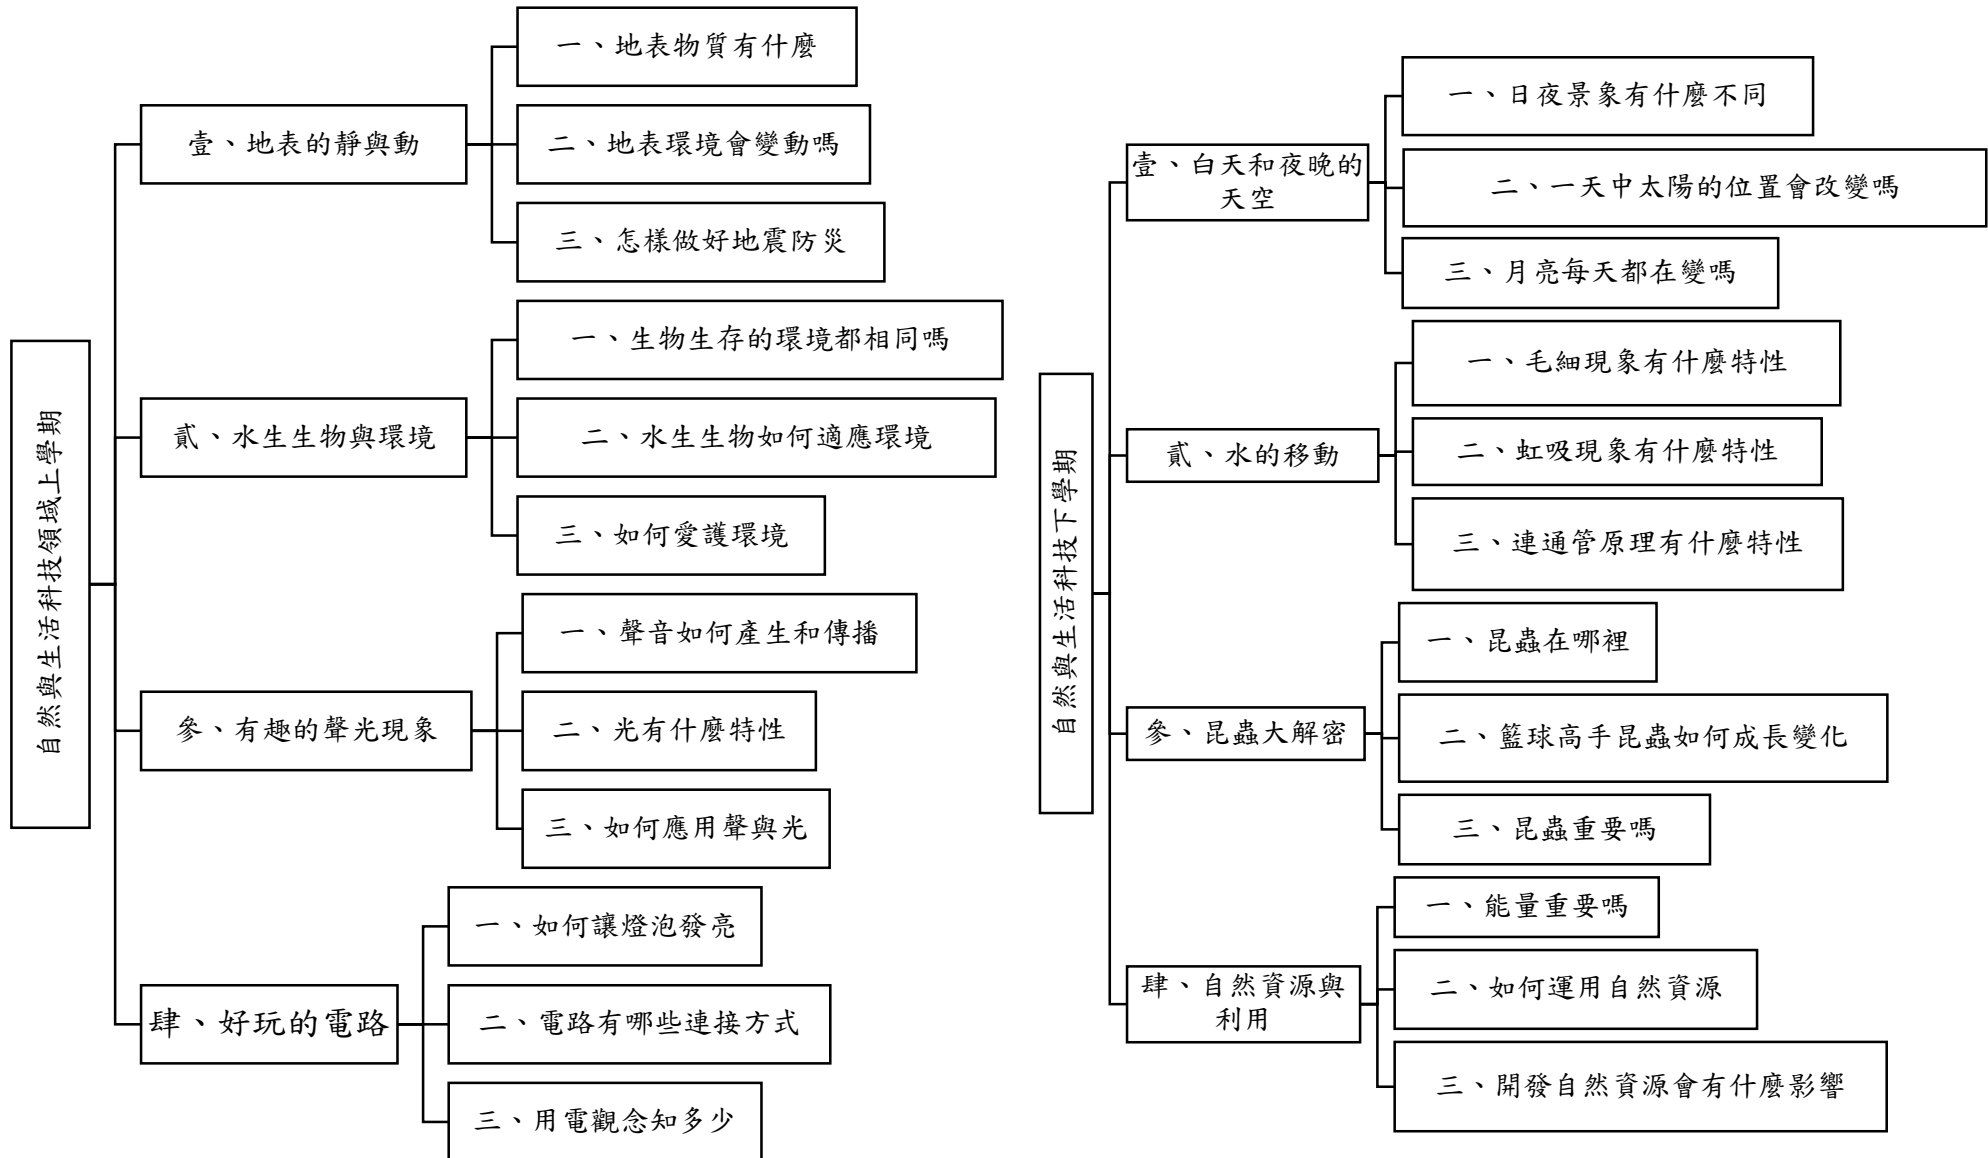 自然與生活科技領域上學期
壹、地表的靜與動
一、地表物質有什麼
二、地表環境會變動嗎
三、怎樣做好地震防災
貳、水生生物與環境
一、生物生存的環境都相同嗎
二、水生生物如何適應環境
三、如何愛護環境
參、有趣的聲光現象
一、聲音如何產生和傳播
二、光有什麼特性
三、如何應用聲與光
肆、好玩的電路
一、如何讓燈泡發亮
二、電路有哪些連接方式
三、用電觀念知多少
自然與生活科技下學期
壹、白天和夜晚的
天空
一、日夜景象有什麼不同
二、一天中太陽的位置會改變嗎
三、月亮每天都在變嗎
貳、水的移動
一、毛細現象有什麼特性
二、虹吸現象有什麼特性
三、連通管原理有什麼特性
參、昆蟲大解密
一、昆蟲在哪裡
二、籃球高手昆蟲如何成長變化
三、昆蟲重要嗎
肆、自然資源與
利用
一、能量重要嗎
二、如何運用自然資源
三、開發自然資源會有什麼影響